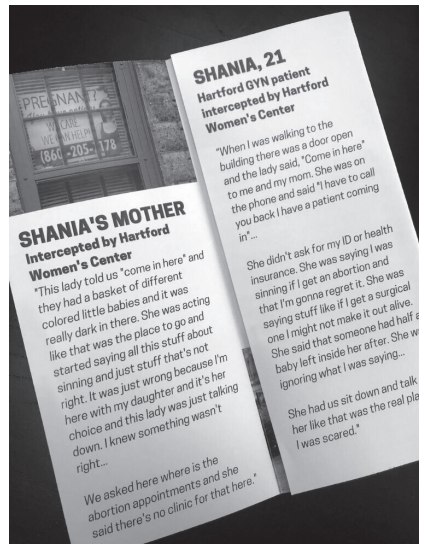 PREGNANT?
WE CARE.
WE CAN HELP!
(860 -205- 178
SHANIA'S MOTHER
Intercepted by Hartford
Women's Center
"This lady told us "come in here" and
they had a basket of different
colored little babies and it was
really dark in there. She was acting
like that was the place to go and
started saying all this stuff about
sinning and just stuff that's not
right. It was just wrong because I'm
here with my daughter and it's her
choice and this lady was just talking
down. I knew something wasn't
right...
We asked here where is the
abortion appointments and she
said there's no clinic for that here."
SHANIA, 21
Hartford GYN patient
Intercepted by Hartford
Women's Center
"When I was walking to the
building there was a door open
and the lady said, "Come in here"
to me and my mom. She was on
the phone and said "I have to call
you back I have a patient coming
in"...
She didn't ask for my ID or health
insurance. She was saying I was
sinning if I get an abortion and
that I'm gonna regret it. She was
saying stuff like if I get a surgical
one I might not make it out alive.
She said that someone had half a
baby left inside her after. She w
ignoring what I was saying...
She had us sit down and talk
her like that was the real pla
I was scared."